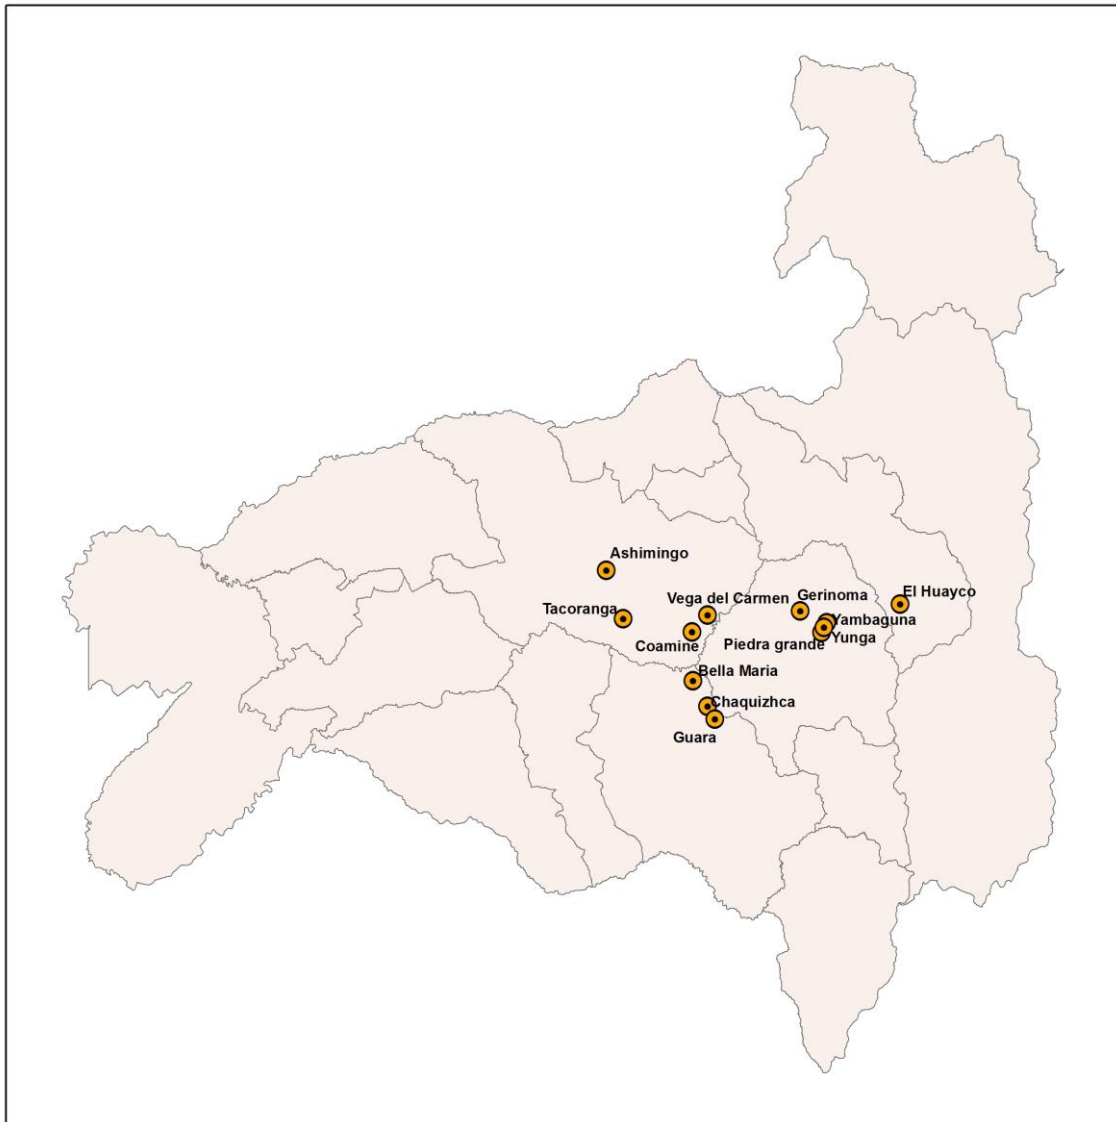 Ashimingo
El Huayco
Vega del Carmen
Gerinoma
Tacoranga
Yambaguna
Coamine
Piedra grande
Yunga
Bella Maria
Chaquizhca
Guara